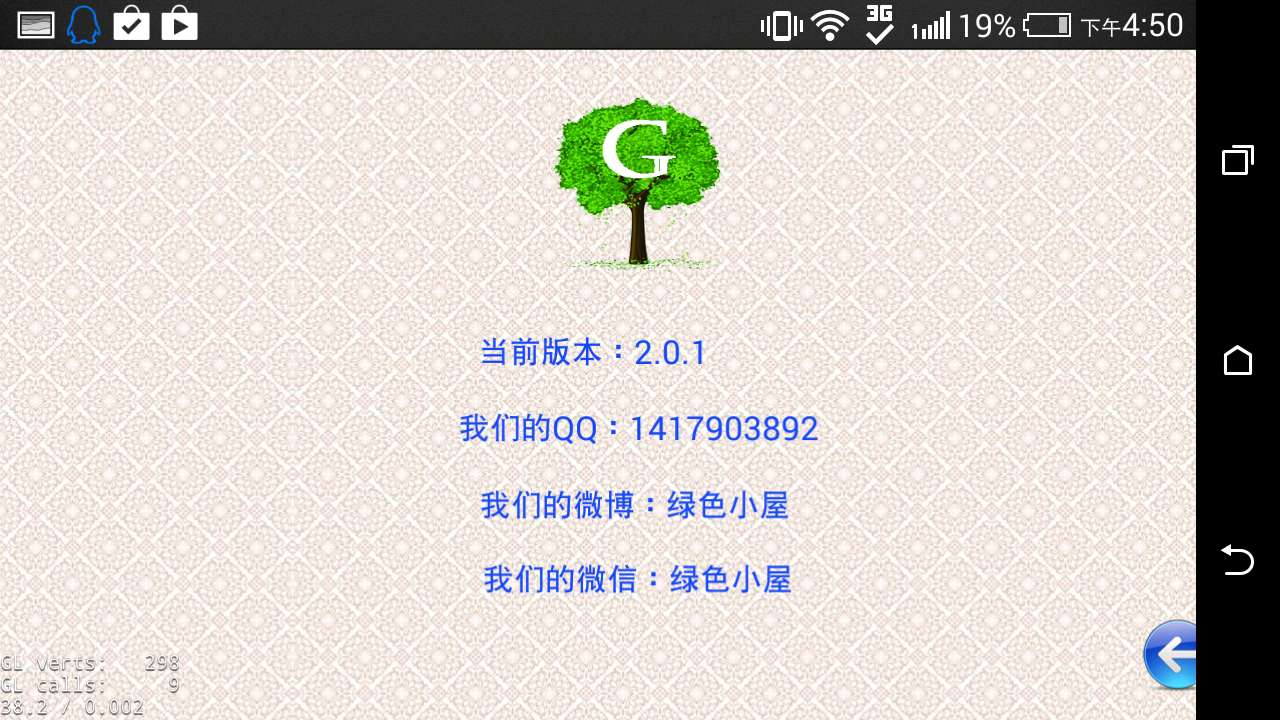 3G
19% 下午4:50
G
当前版本：2.0.1
我们的QQ：1417903892
我们的微博：绿色小屋
我们的微信：绿色小屋
GL verts: 298
GL calls: 9
38.2 / 0.002